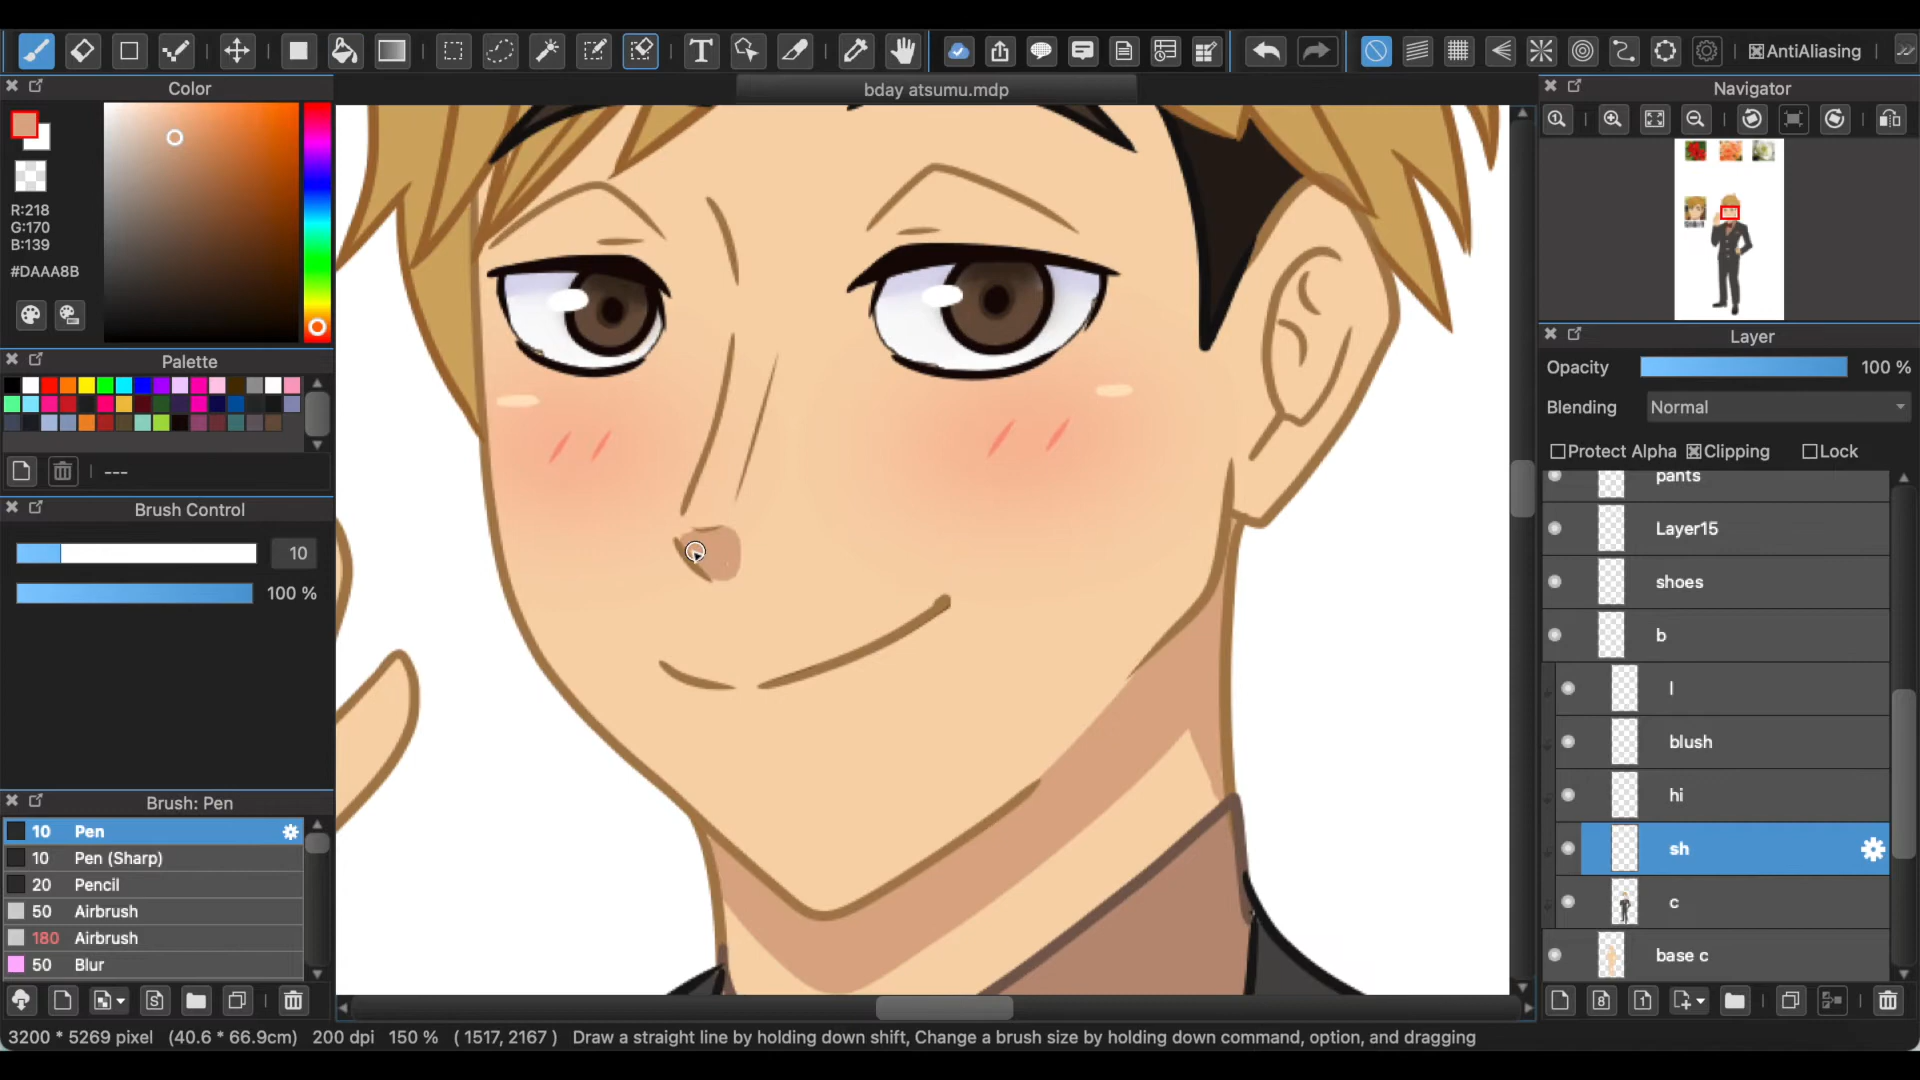 T
AntiAliasing
Color
bday atsumu.mdp
Navigator
R:218
G:170
B:139
#DAAA8B
Palette
---
Brush Control
10
100 %
Brush: Pen
10 Pen
10 Pen (Sharp)
20 Pencil
50 Airbrush
180 Airbrush
50 Blur
Layer
Opacity 100 %
Blending Normal
Protect Alpha Clipping Lock
pants
Layer15
shoes
b
l
blush
hi
sh
c
base c
3200 * 5269 pixel (40.6 * 66.9cm) 200 dpi 150 % ( 1517, 2167 ) Draw a straight line by holding down shift, Change a brush size by holding down command, option, and dragging